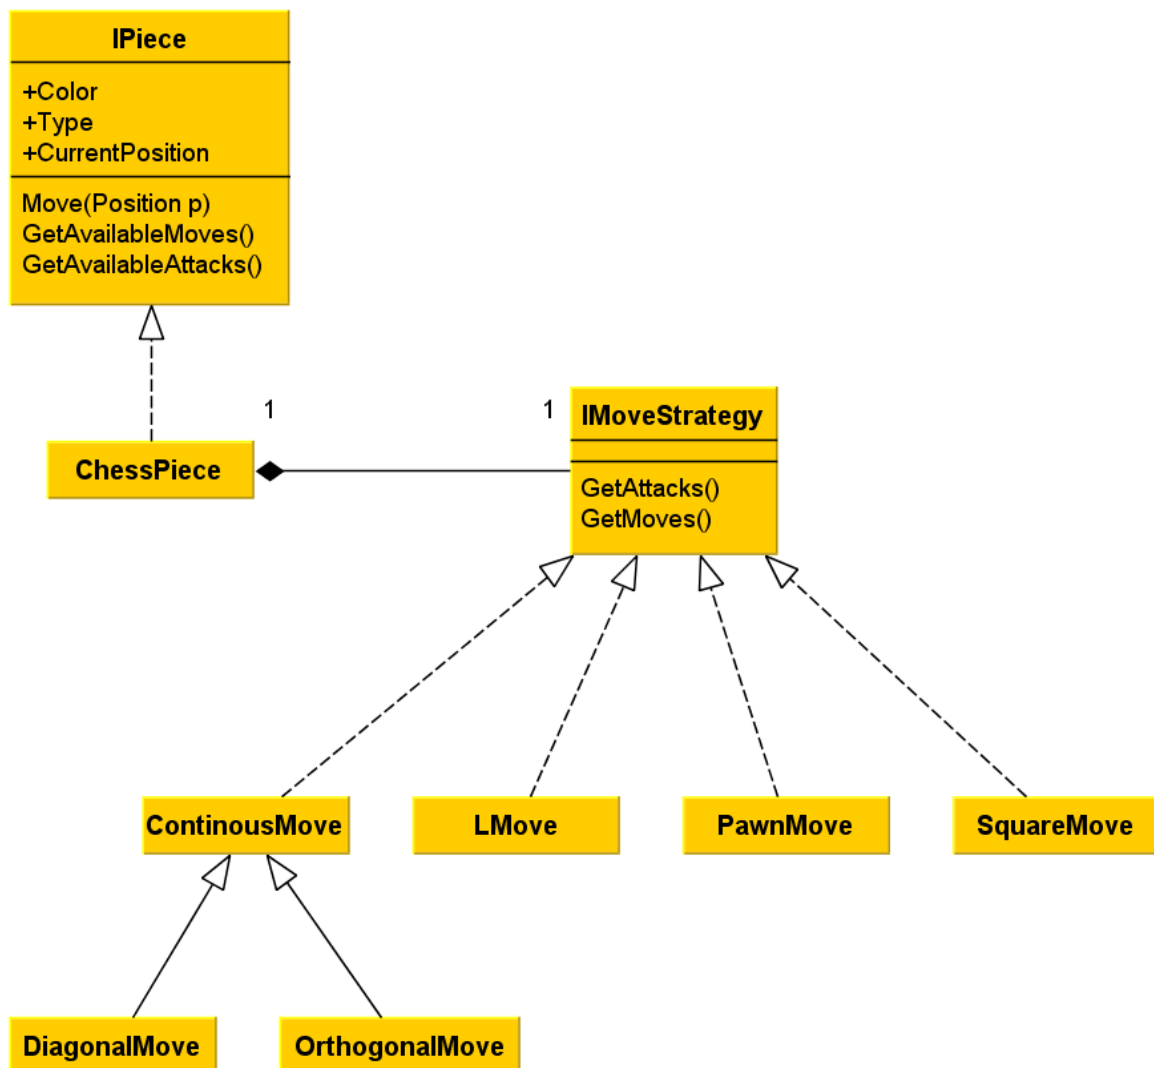 IPiece
+Color
+Type
+CurrentPosition
Move(Position p)
GetAvailableMoves()
GetAvailableAttacks()
1
1
IMoveStrategy
ChessPiece
GetAttacks()
GetMoves()
ContinousMove
LMove
PawnMove
SquareMove
DiagonalMove
OrthogonalMove